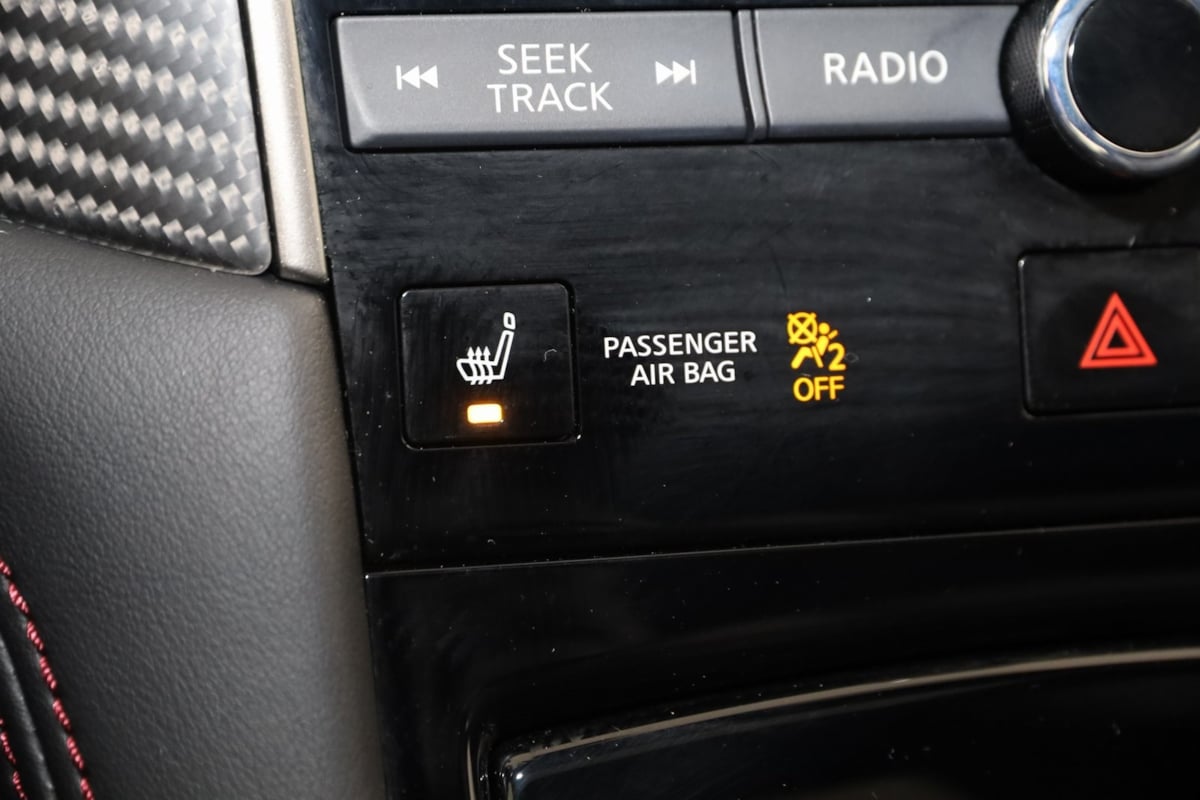 SEEK
TRACK
RADIO
PASSENGER
AIR BAG
2
OFF